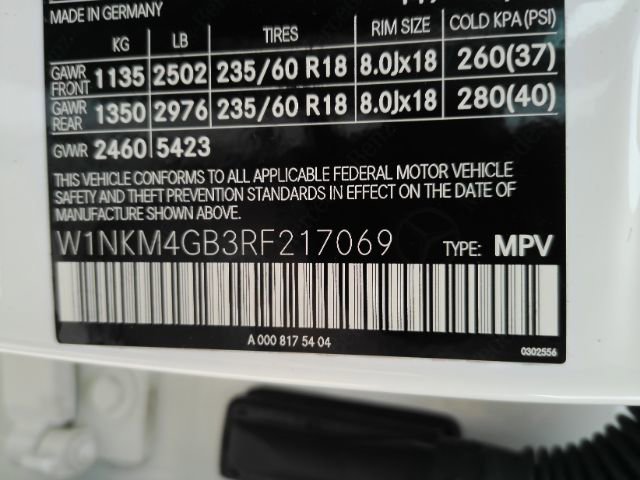 MADE IN GERMANY
KG LB TIRES RIM SIZE COLD KPA (PSI)
GAWR FRONT 1135 2502 235/60 R18 8.0Jx18 260(37)
GAWR REAR 1350 2976 235/60 R18 8.0Jx18 280(40)
GVWR 2460 5423
THIS VEHICLE CONFORMS TO ALL APPLICABLE FEDERAL MOTOR VEHICLE
SAFETY AND THEFT PREVENTION STANDARDS IN EFFECT ON THE DATE OF
MANUFACTURE SHOWN ABOVE.
W1NKM4GB3RF217069 TYPE: MPV
A 000 817 54 04
0302556